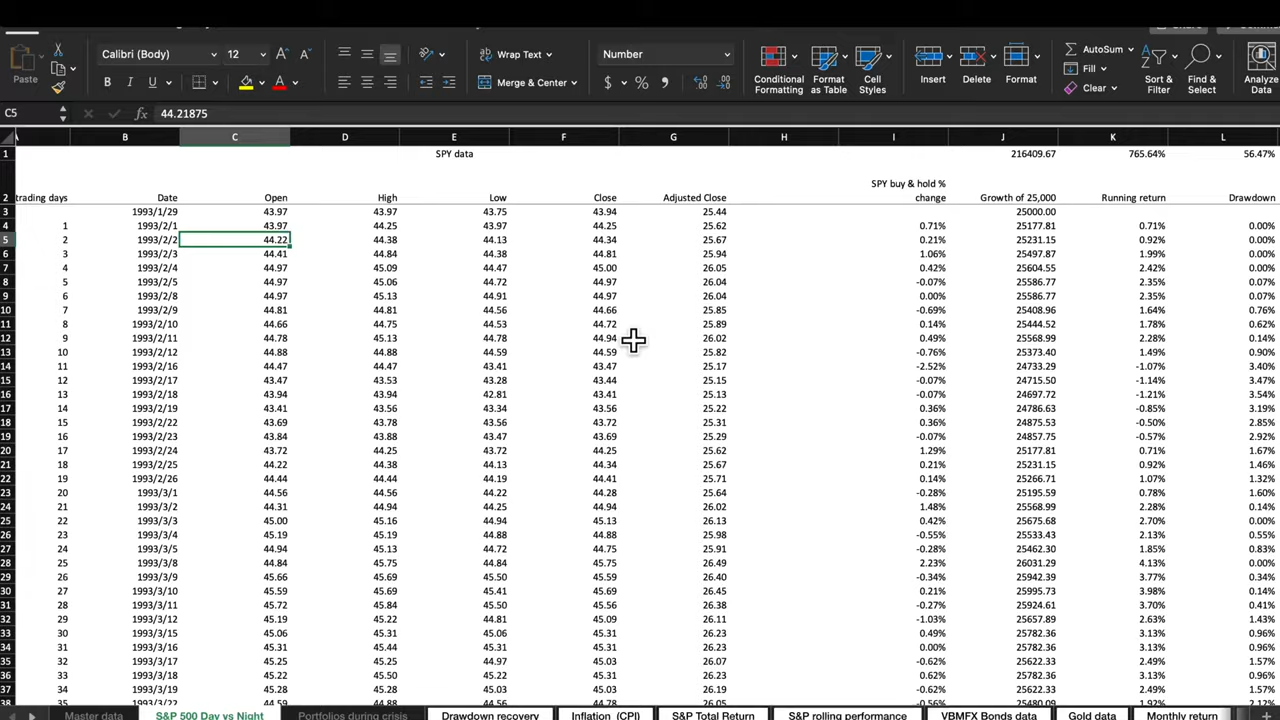 Calibri (Body) 12 A A Wrap Text Number Conditional Formatting Format as Table Cell Styles Insert Delete Format AutoSum Sort & Filter Find & Select Analyze Data
Paste B I U A Merge & Center $ % Fill Clear
C5 fx 44.21875
B C D E F G H I J K L
1 SPY data 216409.67 765.64% 56.47%
2 trading days Date Open High Low Close Adjusted Close SPY buy & hold % change Growth of 25,000 Running return Drawdown
3 1993/1/29 43.97 43.97 43.75 43.94 25.44 25000.00
4 1 1993/2/1 43.97 44.25 43.97 44.25 25.62 0.71% 25177.81 0.71% 0.00%
5 2 1993/2/2 44.22 44.38 44.13 44.34 25.67 0.21% 25231.15 0.92% 0.00%
6 3 1993/2/3 44.41 44.84 44.38 44.81 25.94 1.06% 25497.87 1.99% 0.00%
7 4 1993/2/4 44.97 45.09 44.47 45.00 26.05 0.42% 25604.55 2.42% 0.00%
8 5 1993/2/5 44.97 45.06 44.72 44.97 26.04 -0.07% 25586.77 2.35% 0.07%
9 6 1993/2/8 44.97 45.13 44.91 44.97 26.04 0.00% 25586.77 2.35% 0.07%
10 7 1993/2/9 44.81 44.81 44.56 44.66 25.85 -0.69% 25408.96 1.64% 0.76%
11 8 1993/2/10 44.66 44.75 44.53 44.72 25.89 0.14% 25444.52 1.78% 0.62%
12 9 1993/2/11 44.78 45.13 44.78 44.94 26.02 0.49% 25568.99 2.28% 0.14%
13 10 1993/2/12 44.88 44.88 44.59 44.59 25.82 -0.76% 25373.40 1.49% 0.90%
14 11 1993/2/16 44.47 44.47 43.41 43.47 25.17 -2.52% 24733.29 -1.07% 3.40%
15 12 1993/2/17 43.47 43.53 43.28 43.44 25.15 -0.07% 24715.50 -1.14% 3.47%
16 13 1993/2/18 43.94 43.94 42.81 43.41 25.13 -0.07% 24697.72 -1.21% 3.54%
17 14 1993/2/19 43.41 43.56 43.34 43.56 25.22 0.36% 24786.63 -0.85% 3.19%
18 15 1993/2/22 43.69 43.78 43.56 43.72 25.31 0.36% 24875.53 -0.50% 2.85%
19 16 1993/2/23 43.84 43.88 43.47 43.69 25.29 -0.07% 24857.75 -0.57% 2.92%
20 17 1993/2/24 43.72 44.25 43.72 44.25 25.62 1.29% 25177.81 0.71% 1.67%
21 18 1993/2/25 44.22 44.38 44.13 44.34 25.67 0.21% 25231.15 0.92% 1.46%
22 19 1993/2/26 44.44 44.44 44.19 44.41 25.71 0.14% 25266.71 1.07% 1.32%
23 20 1993/3/1 44.56 44.56 44.22 44.28 25.64 -0.28% 25195.59 0.78% 1.60%
24 21 1993/3/2 44.31 44.94 44.25 44.94 26.02 1.48% 25568.99 2.28% 0.14%
25 22 1993/3/3 45.00 45.16 44.94 45.13 26.13 0.42% 25675.68 2.70% 0.00%
26 23 1993/3/4 45.19 45.19 44.88 44.88 25.98 -0.55% 25533.43 2.13% 0.55%
27 24 1993/3/5 44.94 45.13 44.72 44.75 25.91 -0.28% 25462.30 1.85% 0.83%
28 25 1993/3/8 44.84 45.75 44.84 45.75 26.49 2.23% 26031.29 4.13% 0.00%
29 26 1993/3/9 45.66 45.69 45.50 45.59 26.40 -0.34% 25942.39 3.77% 0.34%
30 27 1993/3/10 45.59 45.69 45.41 45.69 26.45 0.21% 25995.73 3.98% 0.14%
31 28 1993/3/11 45.72 45.84 45.50 45.56 26.38 -0.27% 25924.61 3.70% 0.41%
32 29 1993/3/12 45.19 45.22 44.81 45.09 26.11 -1.03% 25657.89 2.63% 1.43%
33 30 1993/3/15 45.06 45.31 45.06 45.31 26.23 0.49% 25782.36 3.13% 0.96%
34 31 1993/3/16 45.31 45.44 45.31 45.31 26.23 0.00% 25782.36 3.13% 0.96%
35 32 1993/3/17 45.25 45.25 44.97 45.03 26.07 -0.62% 25622.33 2.49% 1.57%
36 33 1993/3/18 45.22 45.50 45.22 45.31 26.23 0.62% 25782.36 3.13% 0.96%
37 34 1993/3/19 45.28 45.28 45.03 45.03 26.19 -0.62% 25622.33 2.49% 1.57%
38 35 1993/3/22 44.59
Master data S&P 500 Day vs Night Portfolios during crisis Drawdown recovery Inflation (CPI) S&P Total Return S&P rolling performance VBMFX Bonds data Gold data Monthly return